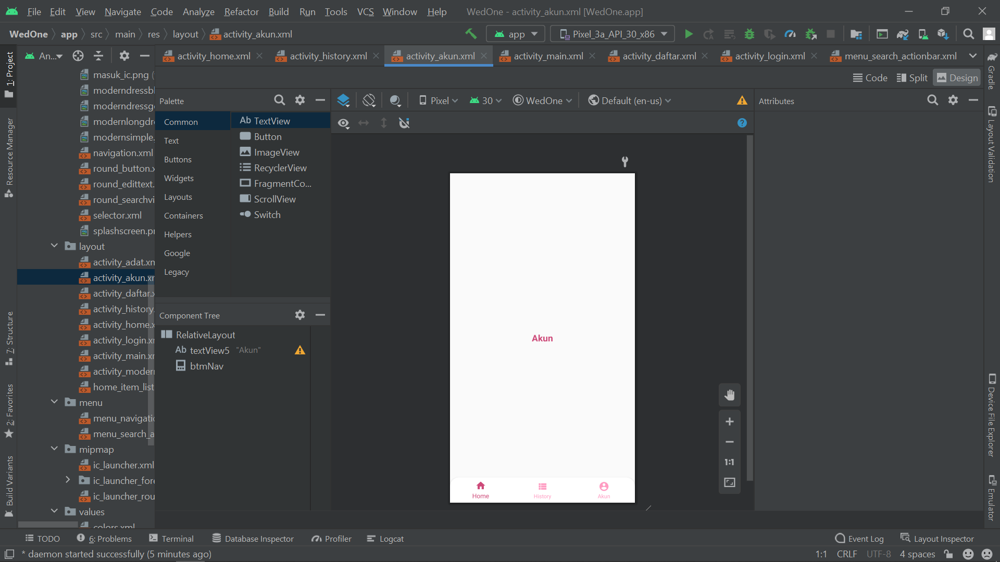 File Edit View Navigate Code Analyze Refactor Build Run Tools VCS Window Help WedOne - activity_akun.xml [WedOne.app]
WedOne app src main res layout activity_akun.xml app Pixel_3a_API_30_x86
An... activity_home.xml activity_history.xml activity_akun.xml activity_main.xml activity_daftar.xml activity_login.xml menu_search_actionbar.xml
Code Split Design
1: Project
Resource Manager
7: Structure
2: Favorites
Build Variants
masuk_ic.png (
moderndressbl
moderndressg
modernlongdr
modernsimple.
navigation.xml
round_button.x
round_edittext.
round_searchvi
selector.xml
splashscreen.p
layout
activity_adat.xm
activity_akun.xm
activity_daftar.x
activity_history.
activity_home.x
activity_login.xm
activity_main.xm
activity_modern
home_item_list
menu
menu_navigatio
menu_search_a
mipmap
ic_launcher.xml
ic_launcher_fore
ic_launcher_rou
values
colors.xml
Palette
Common
Text
Buttons
Widgets
Layouts
Containers
Helpers
Google
Legacy
Ab TextView
Button
ImageView
RecyclerView
FragmentCo...
ScrollView
Switch
Component Tree
RelativeLayout
Ab textView5 "Akun"
btmNav
Pixel 30 WedOne Default (en-us)
?
Akun
Home History Akun
1:1
Attributes
Gradle
Layout Validation
Device File Explorer
Emulator
TODO 6: Problems Terminal Database Inspector Profiler Logcat Event Log Layout Inspector
* daemon started successfully (5 minutes ago) 1:1 CRLF UTF-8 4 spaces